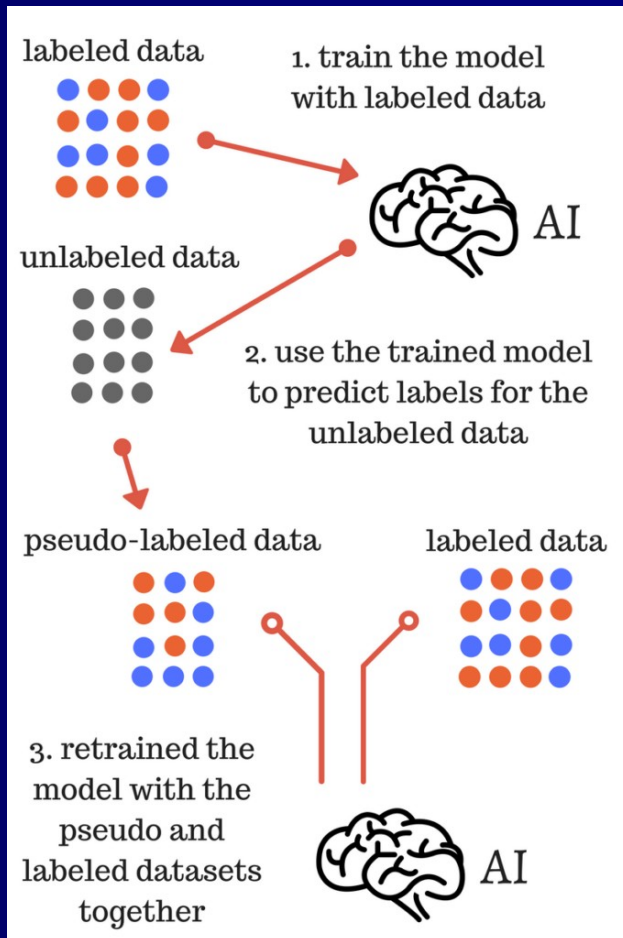 labeled data
1. train the model
with labeled data
AI
unlabeled data
2. use the trained model
to predict labels for the
unlabeled data
pseudo-labeled data
labeled data
3. retrained the
model with the
pseudo and
labeled datasets
together
AI